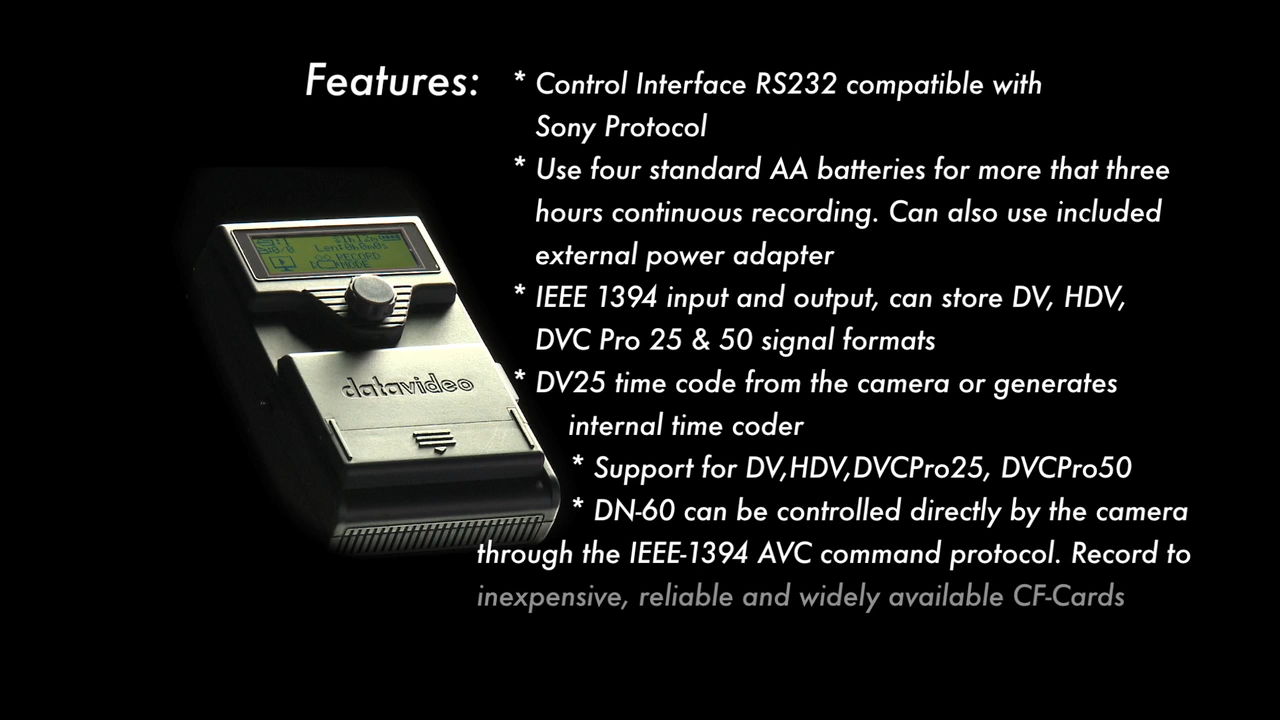 Features:
* Control Interface RS232 compatible with
Sony Protocol
* Use four standard AA batteries for more that three
hours continuous recording. Can also use included
external power adapter
* IEEE 1394 input and output, can store DV, HDV,
DVC Pro 25 & 50 signal formats
* DV25 time code from the camera or generates
internal time coder
* Support for DV,HDV,DVCPro25, DVCPro50
* DN-60 can be controlled directly by the camera
through the IEEE-1394 AVC command protocol. Record to
inexpensive, reliable and widely available CF-Cards
RECORD
MODE
datavideo